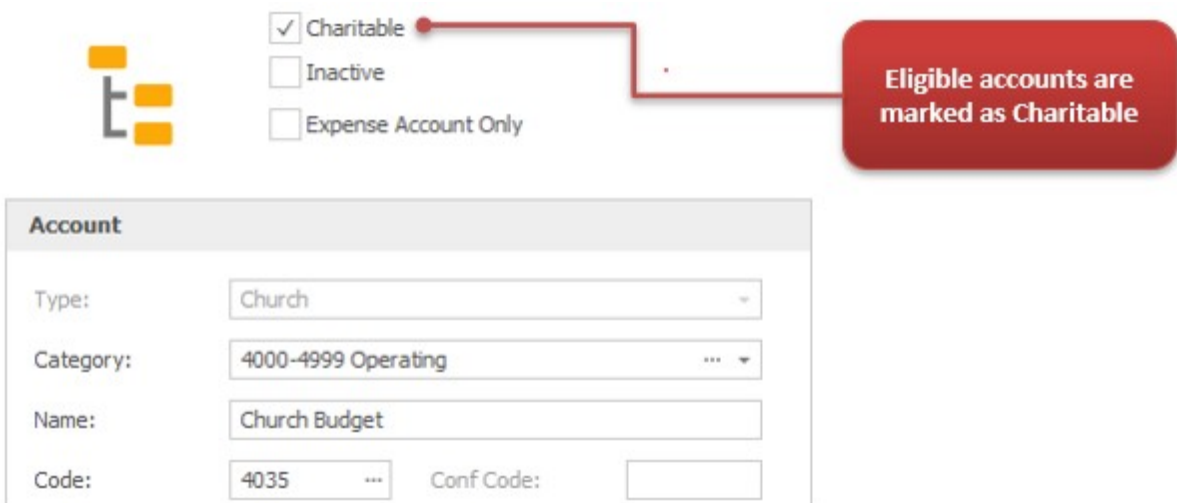 Charitable
Inactive
Expense Account Only
Eligible accounts are
marked as Charitable
Account
Type: Church
Category: 4000-4999 Operating ...
Name: Church Budget
Code: 4035 ... Conf Code: